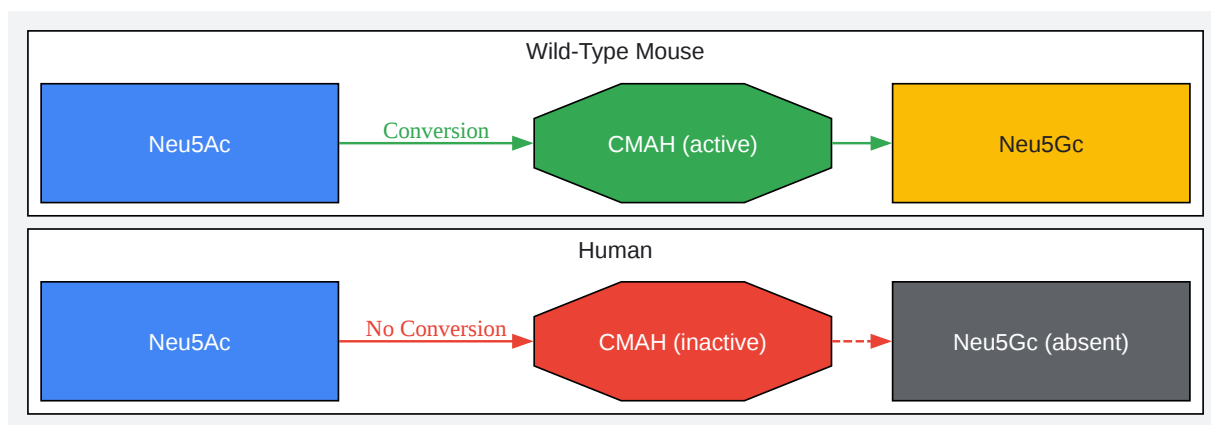 Wild-Type Mouse
Neu5Ac
Conversion
CMAH (active)
Neu5Gc
Human
Neu5Ac
No Conversion
CMAH (inactive)
Neu5Gc (absent)